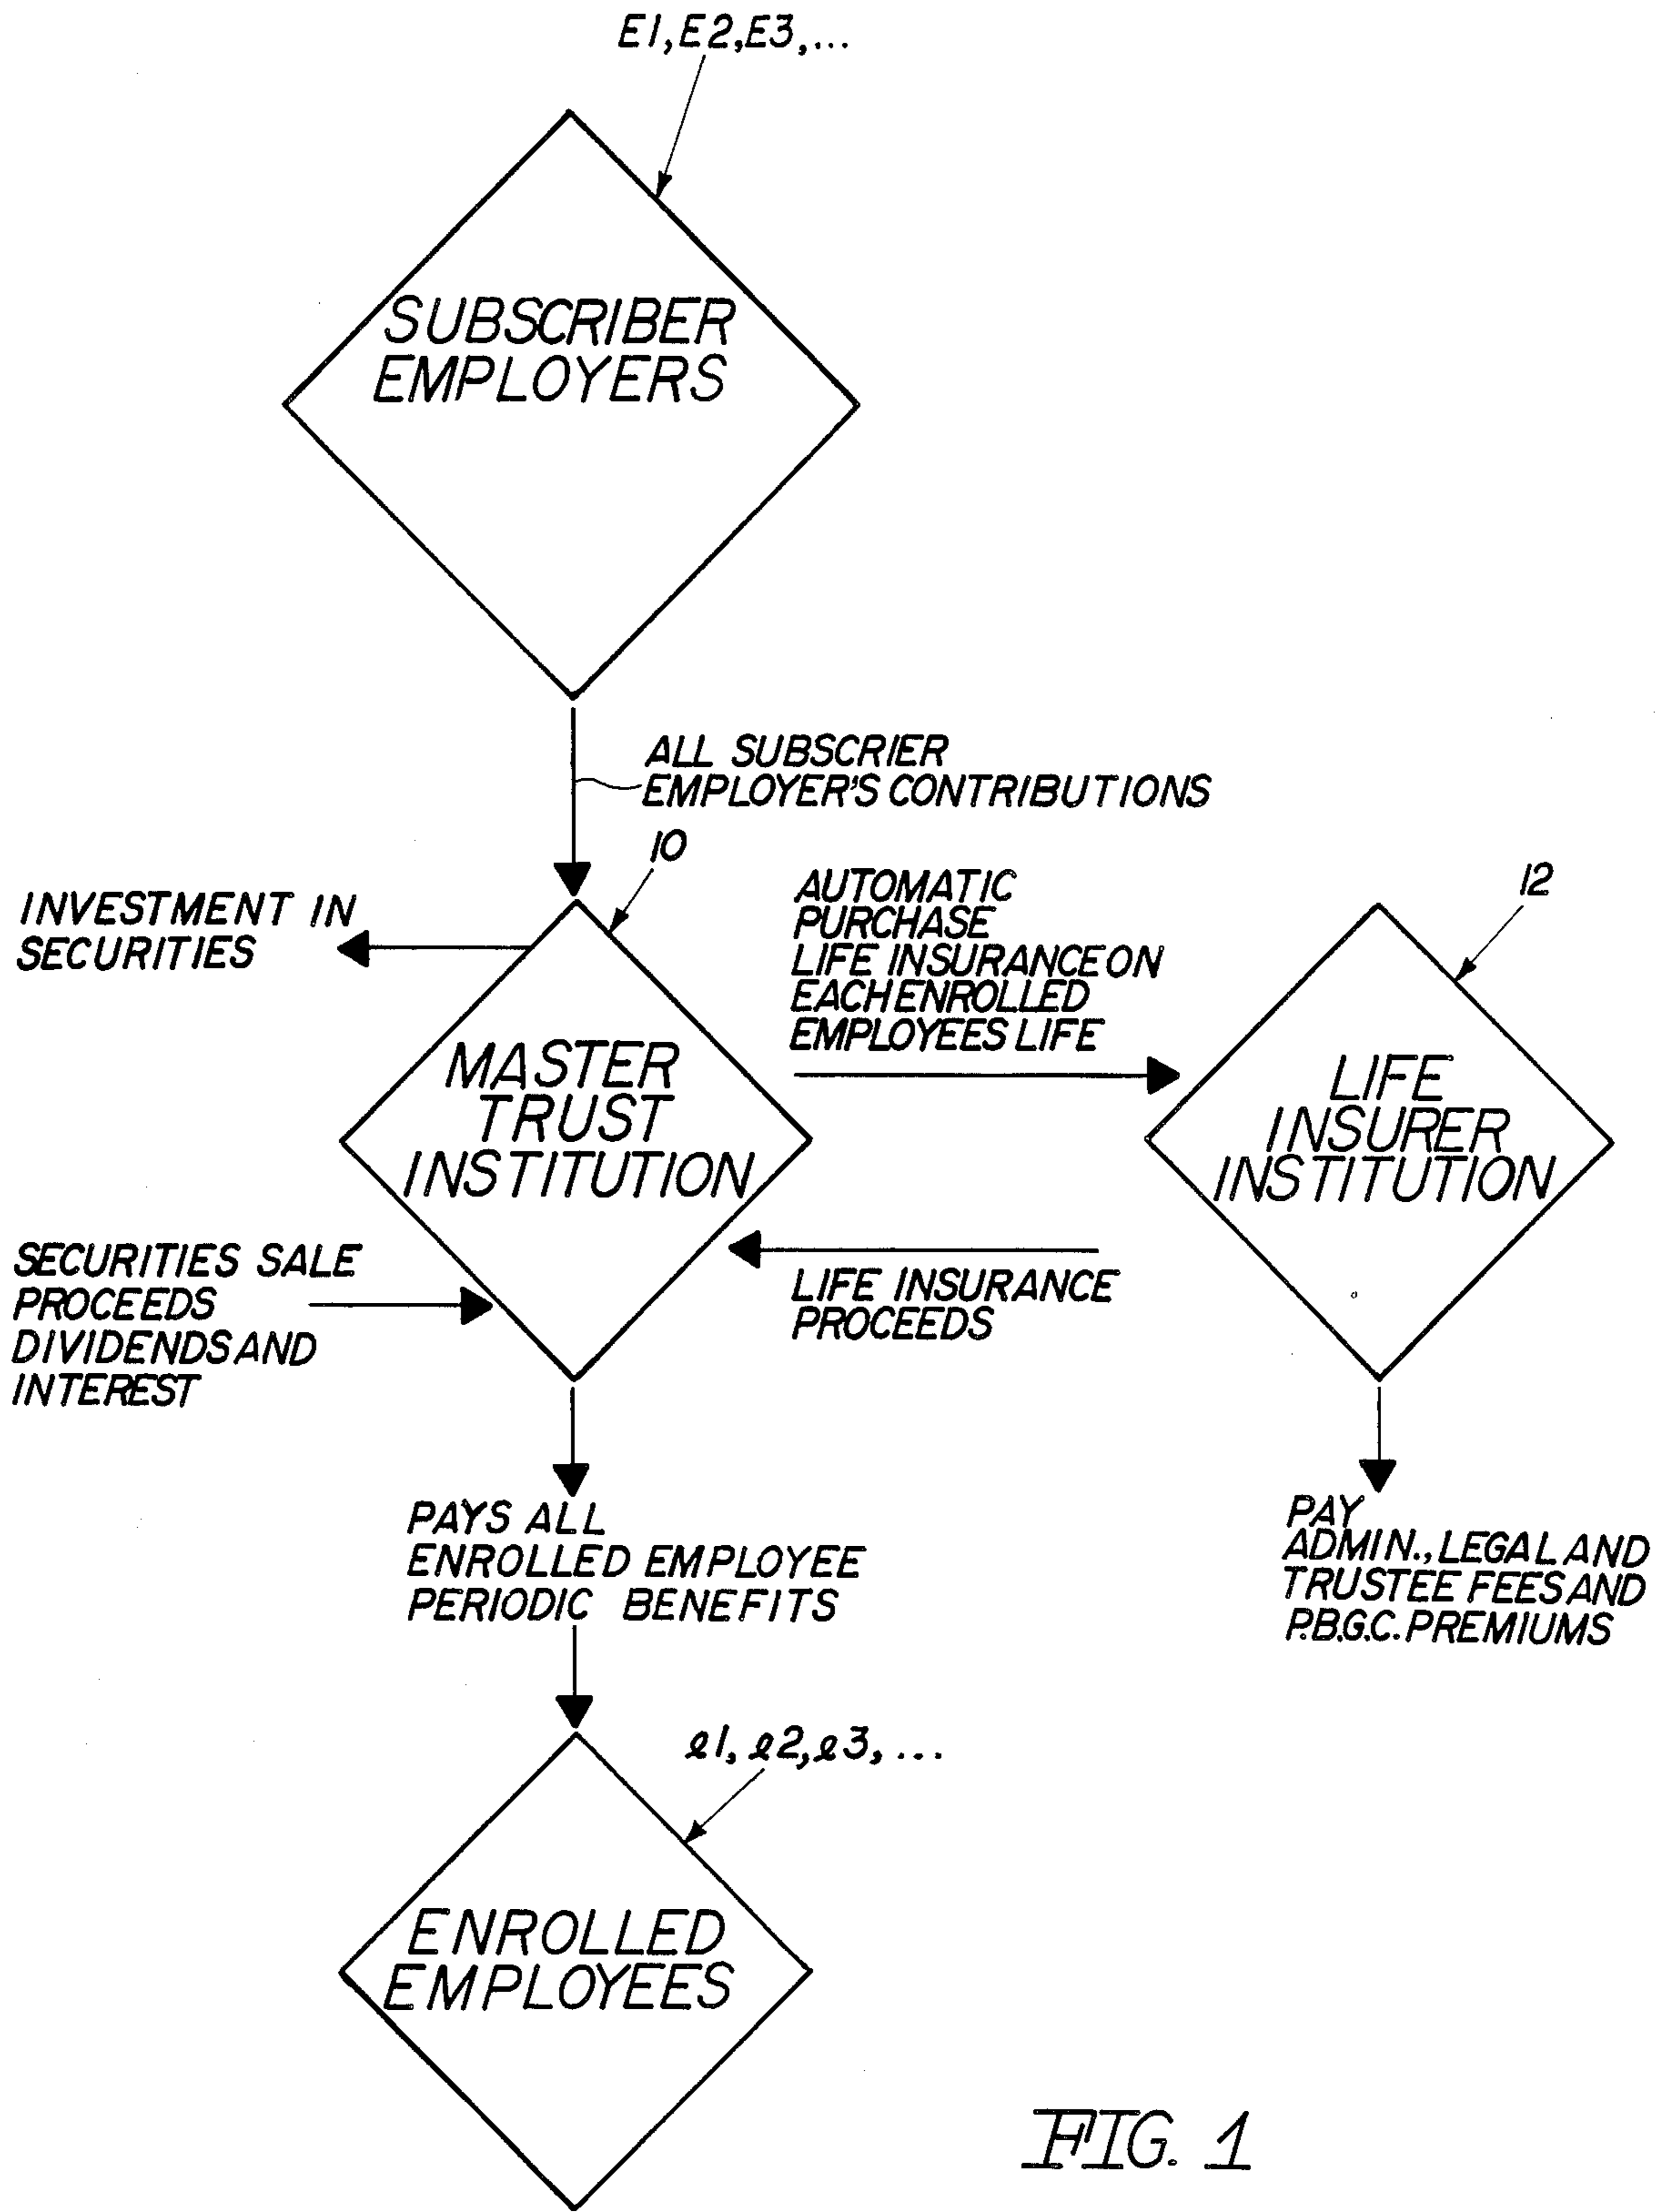 E1, E2, E3, ...
SUBSCRIBER
EMPLOYERS
ALL SUBSCRIER
EMPLOYER'S CONTRIBUTIONS
10
INVESTMENT IN
SECURITIES
AUTOMATIC
PURCHASE
LIFE INSURANCE ON
EACH ENROLLED
EMPLOYEES LIFE
12
MASTER
TRUST
INSTITUTION
LIFE
INSURER
INSTITUTION
SECURITIES SALE
PROCEEDS
DIVIDENDS AND
INTEREST
LIFE INSURANCE
PROCEEDS
PAYS ALL
ENROLLED EMPLOYEE
PERIODIC BENEFITS
PAY
ADMIN., LEGAL AND
TRUSTEE FEES AND
P.B.G.C. PREMIUMS
e1, e2, e3, ...
ENROLLED
EMPLOYEES
FIG. 1